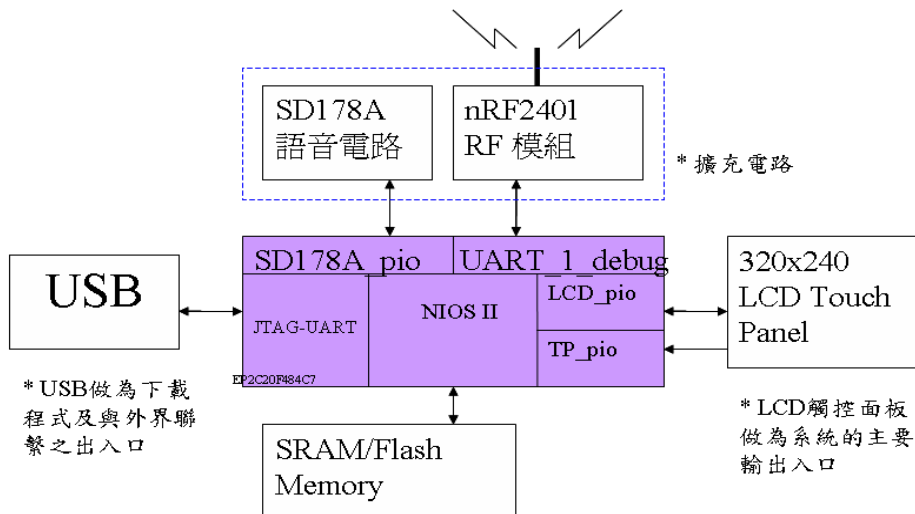 SD178A
語音電路
nRF2401
RF 模組
* 擴充電路
SD178A_pio
UART_1_debug
USB
JTAG-UART
NIOS II
LCD_pio
TP_pio
EP2C20F484C7
320x240
LCD Touch
Panel
* USB做為下載
程式及與外界聯
繫之出入口
* LCD觸控面板
做為系統的主要
輸出入口
SRAM/Flash
Memory